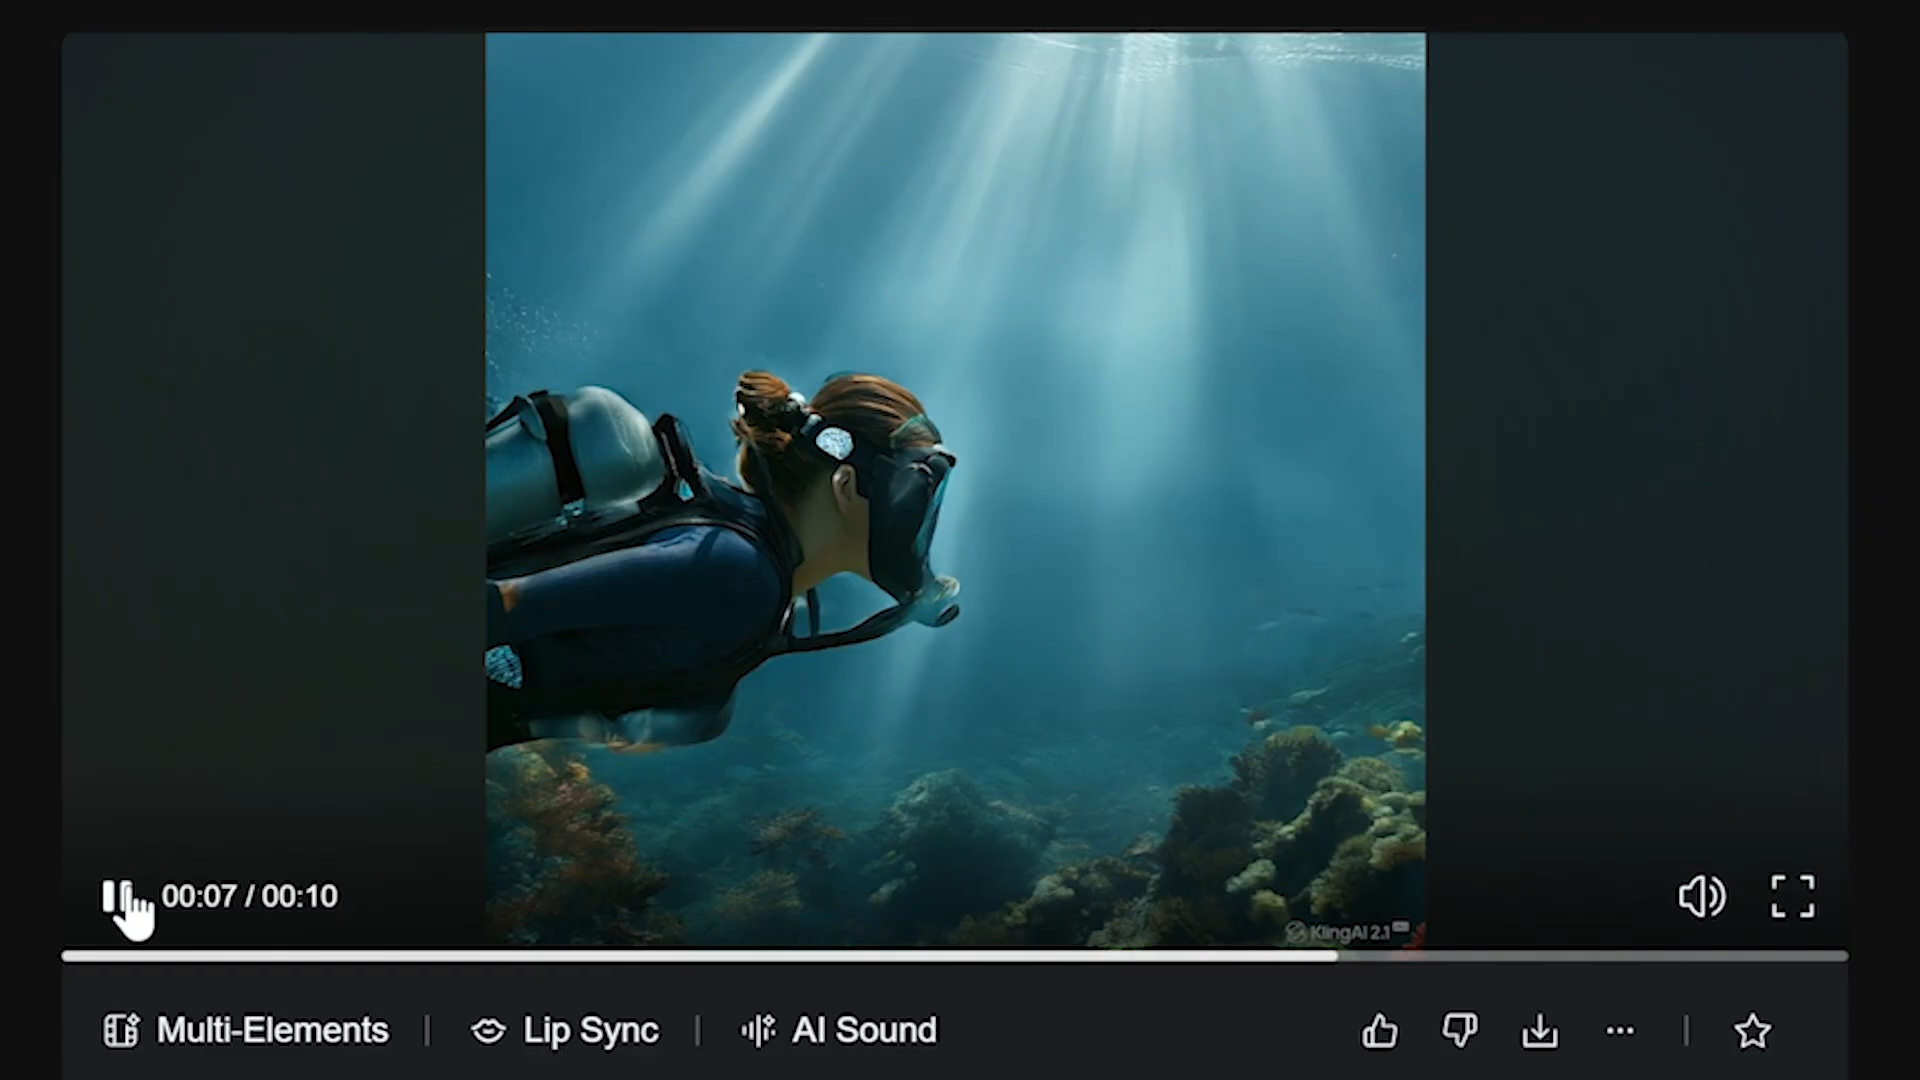 00:07 / 00:10
KlingAI 2.1
Multi-Elements | Lip Sync | AI Sound